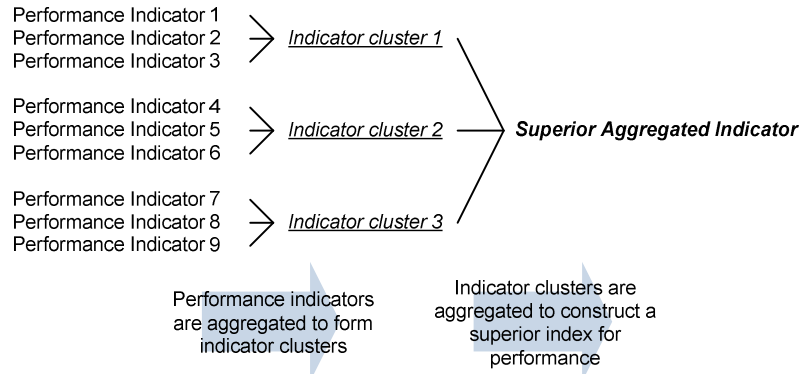 Performance Indicator 1
Performance Indicator 2
Performance Indicator 3
Indicator cluster 1
Performance Indicator 4
Performance Indicator 5
Performance Indicator 6
Indicator cluster 2
Superior Aggregated Indicator
Performance Indicator 7
Performance Indicator 8
Performance Indicator 9
Indicator cluster 3
Performance indicators
are aggregated to form
indicator clusters
Indicator clusters are
aggregated to construct a
superior index for
performance